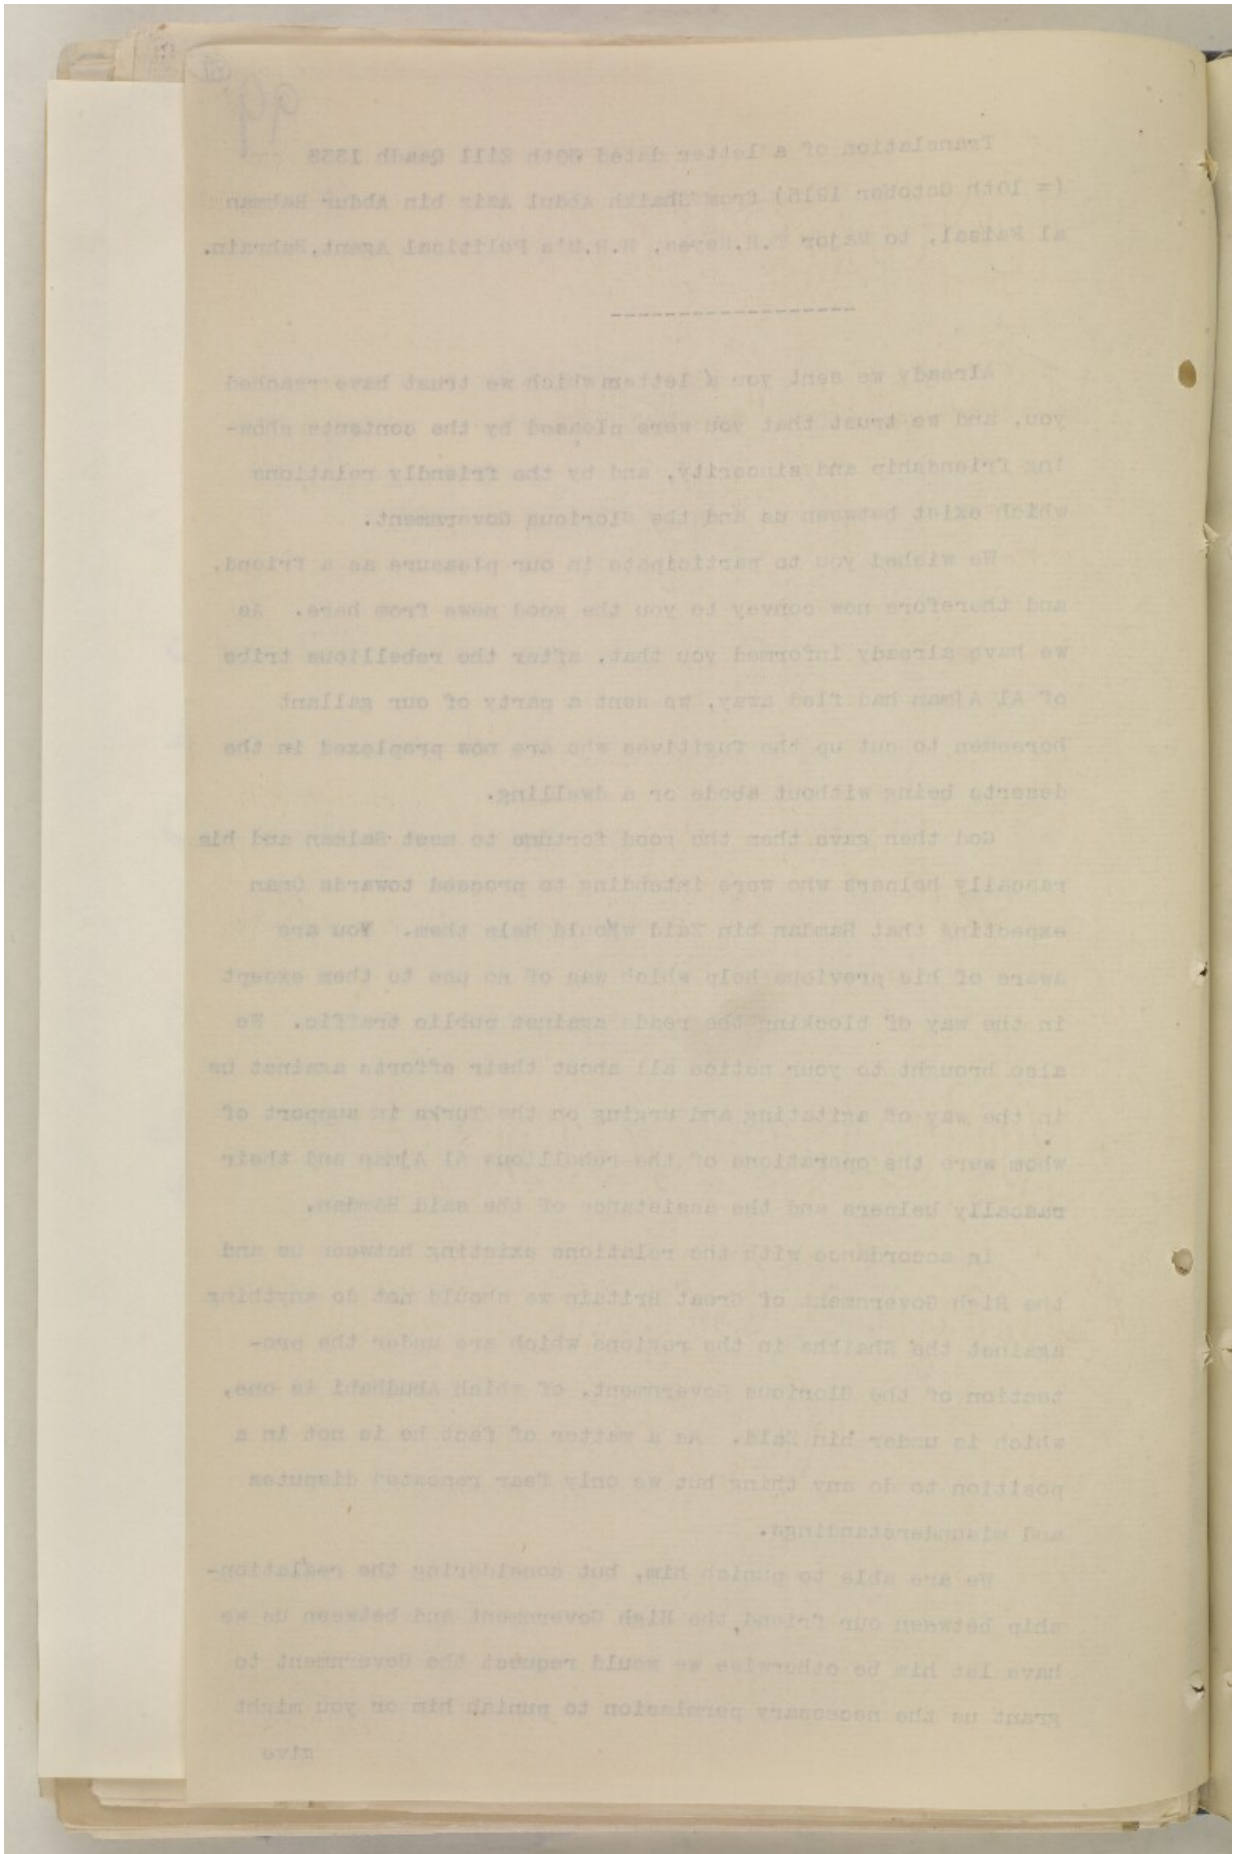 Translation of a letter dated 30th Zill Qaadh 1333
(= 10th October 1915) from Shaikh Abdul Aziz bin Abdur Rahman
al Faisal, to Major T.H.Keyes, H.B.M's Political Agent, Bahrain.
------------------
Already we sent you a letter which we trust have reached
you, and we trust that you were pleased by the contents show-
ing friendship and sincerity, and by the friendly relations
which exist between us and the Glorious Government.
We wished you to participate in our pleasure as a friend,
and therefore now convey to you the good news from here. As
we have already informed you that, after the rebellious tribe
of Al Ajman had fled away, we sent a party of our gallant
horsemen to cut up the fugitives who are now preplexed in the
deserts being without abode or a dwelling.
God then gave them the good fortune to meet Salman and his
rascally helpers who were intending to proceed towards Oman
expecting that Hamdan bin Zaid would help them. You are
aware of his previous help which was of no use to them except
in the way of blocking the roads against public traffic. We
also brought to your notice all about their efforts against us
in the way of agitating and urging on the Turks in support of
whom were the operations of the rebellious Al Ajman and their
rascally helpers and the assistance of the said Hamdan.
In accordance with the relations existing between us and
the High Government of Great Britain we should not do anything
against the Shaikhs in the regions which are under the pro-
tection of the Glorious Government, of which Abudhabi is one,
which is under bin Zaid. As a matter of fact he is not in a
position to do any thing but we only fear repeated disputes
and misunderstandings.
We are able to punish him, but considering the relation-
ship between our friend, the High Government and between us we
have let him be otherwise we would request the Government to
grant us the necessary permission to punish him or you might
give